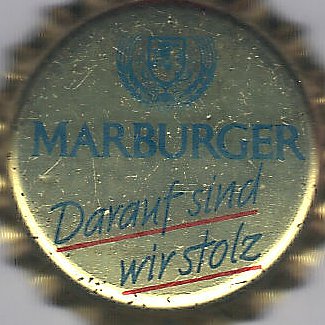 MARBURGER
Darauf sind
wir stolz